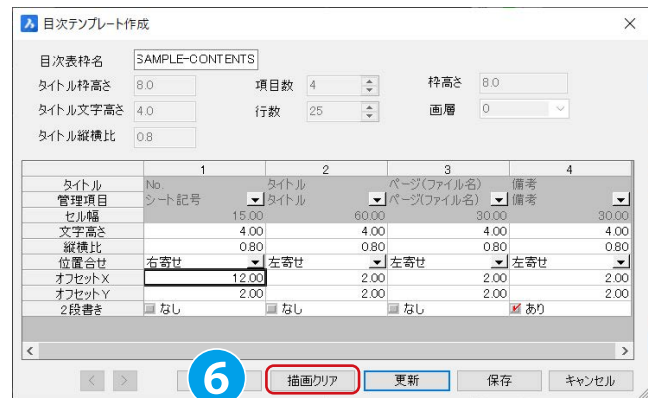 目次テンプレート作成
目次表枠名 SAMPLE-CONTENTS
タイトル枠高さ 8.0 項目数 4 枠高さ 8.0
タイトル文字高さ 4.0 行数 25 画層 0
タイトル縦横比 0.8
1 2 3 4
タイトル No. タイトル ページ(ファイル名) 備考
管理項目 シート記号 タイトル ページ(ファイル名) 備考
セル幅 15.00 60.00 30.00 30.00
文字高さ 4.00 4.00 4.00 4.00
縦横比 0.80 0.80 0.80 0.80
位置合せ 右寄せ 左寄せ 左寄せ 左寄せ
オフセットX 12.00 2.00 2.00 2.00
オフセットY 2.00 2.00 2.00 2.00
2段書き なし なし なし あり
< > 6 描画クリア 更新 保存 キャンセル